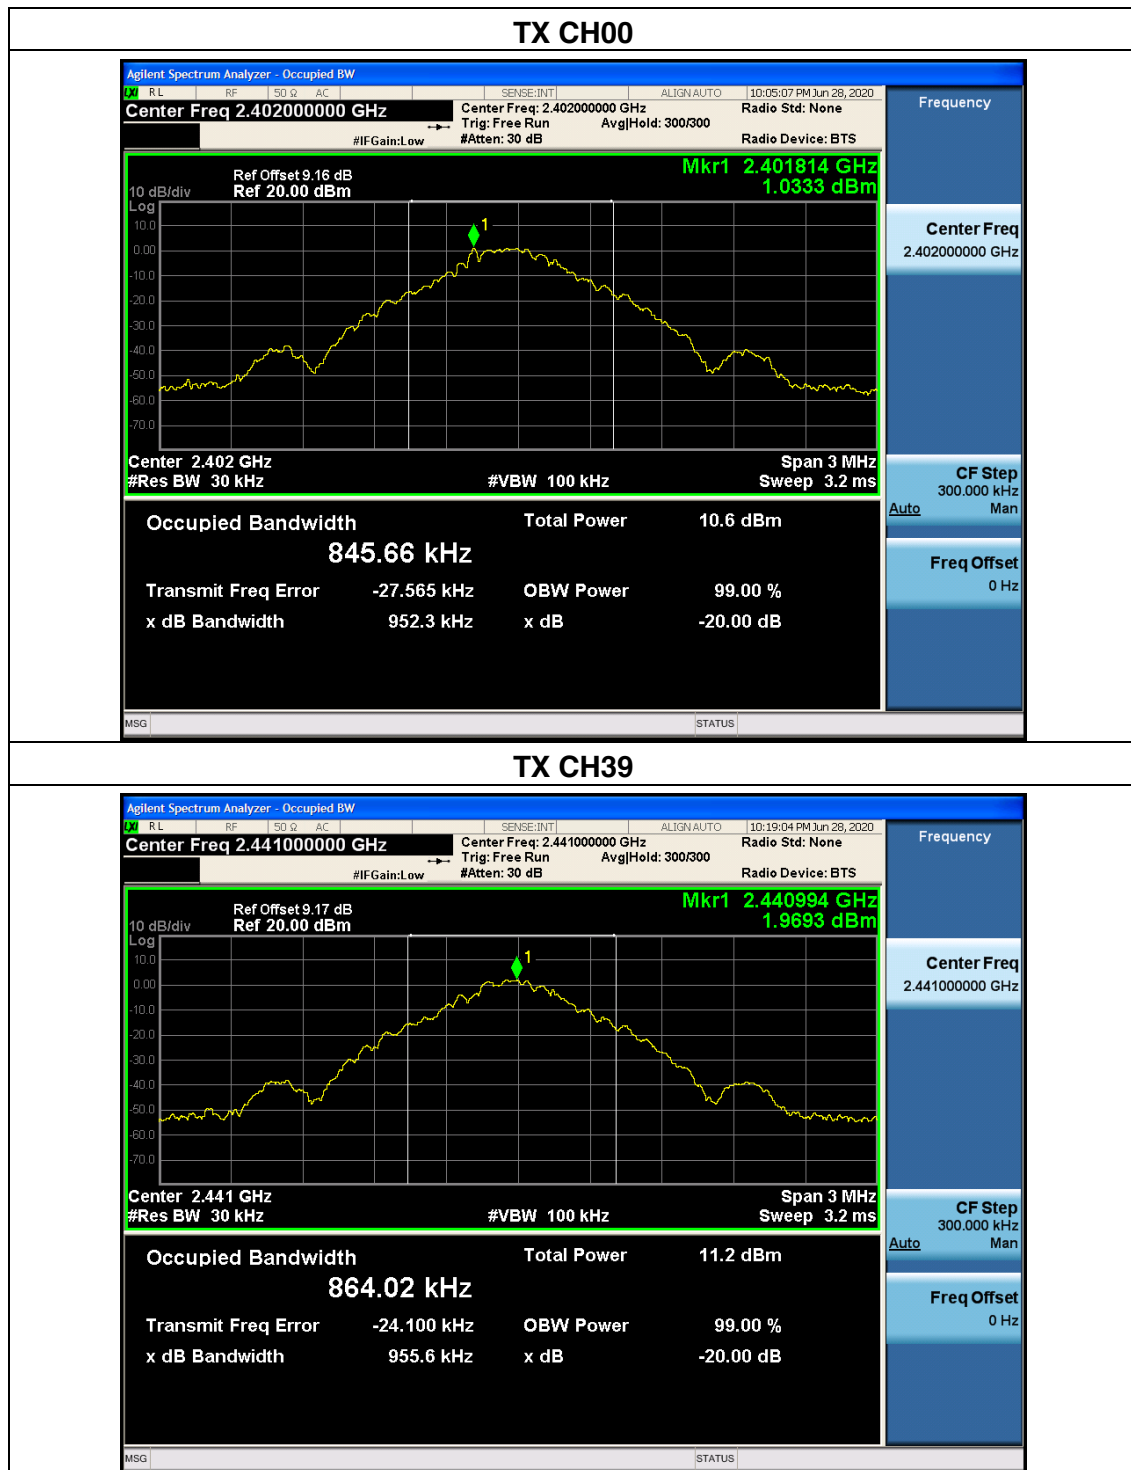 TX CH00
Agilent Spectrum Analyzer - Occupied BW
LXI RL RF 50 Ω AC SENSE:INT ALIGN AUTO 10:05:07 PM Jun 28, 2020
Center Freq 2.402000000 GHz
Center Freq: 2.402000000 GHz Radio Std: None
Trig: Free Run Avg|Hold: 300/300
#IFGain:Low #Atten: 30 dB Radio Device: BTS
Frequency
Mkr1 2.401814 GHz
1.0333 dBm
Ref Offset 9.16 dB
10 dB/div Ref 20.00 dBm
Log
10.0
0.00
-10.0
-20.0
-30.0
-40.0
-50.0
-60.0
-70.0
1
Center 2.402 GHz Span 3 MHz
#Res BW 30 kHz #VBW 100 kHz Sweep 3.2 ms
Center Freq
2.402000000 GHz
CF Step
300.000 kHz
Auto Man
Freq Offset
0 Hz
Occupied Bandwidth Total Power 10.6 dBm
845.66 kHz
Transmit Freq Error -27.565 kHz OBW Power 99.00 %
x dB Bandwidth 952.3 kHz x dB -20.00 dB
MSG STATUS
TX CH39
Agilent Spectrum Analyzer - Occupied BW
LXI RL RF 50 Ω AC SENSE:INT ALIGN AUTO 10:19:04 PM Jun 28, 2020
Center Freq 2.441000000 GHz
Center Freq: 2.441000000 GHz Radio Std: None
Trig: Free Run Avg|Hold: 300/300
#IFGain:Low #Atten: 30 dB Radio Device: BTS
Frequency
Mkr1 2.440994 GHz
1.9693 dBm
Ref Offset 9.17 dB
10 dB/div Ref 20.00 dBm
Log
10.0
0.00
-10.0
-20.0
-30.0
-40.0
-50.0
-60.0
-70.0
1
Center 2.441 GHz Span 3 MHz
#Res BW 30 kHz #VBW 100 kHz Sweep 3.2 ms
Center Freq
2.441000000 GHz
CF Step
300.000 kHz
Auto Man
Freq Offset
0 Hz
Occupied Bandwidth Total Power 11.2 dBm
864.02 kHz
Transmit Freq Error -24.100 kHz OBW Power 99.00 %
x dB Bandwidth 955.6 kHz x dB -20.00 dB
MSG STATUS